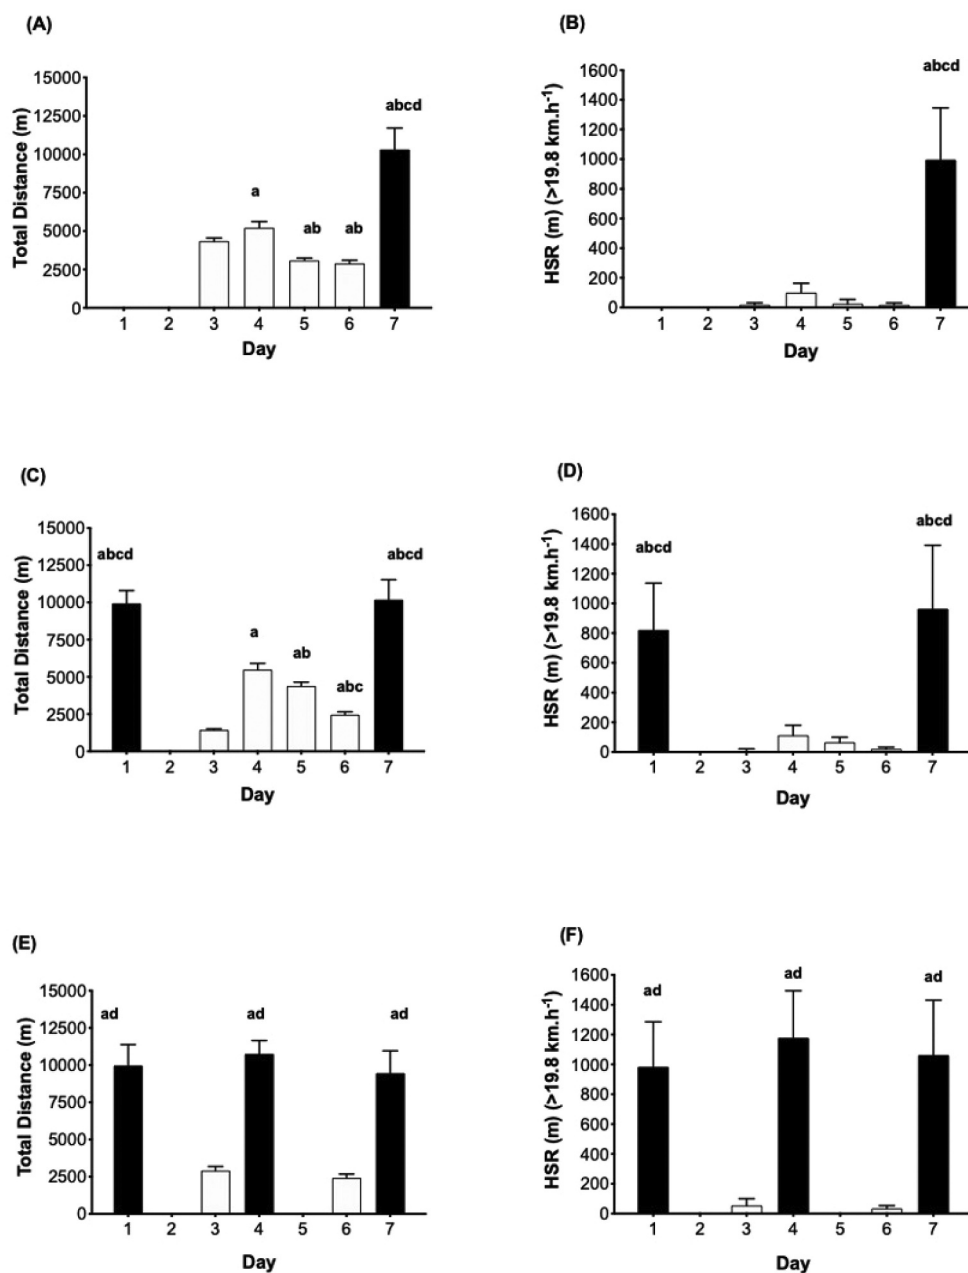 (A)
Total Distance (m)
15000
12500
10000
7500
5000
2500
0
a
ab
ab
abcd
1 2 3 4 5 6 7
Day
(B)
HSR (m) (>19.8 km.h-1)
1600
1400
1200
1000
800
600
400
200
0
abcd
1 2 3 4 5 6 7
Day
(C)
Total Distance (m)
15000
12500
10000
7500
5000
2500
0
abcd
a
ab
abc
abcd
1 2 3 4 5 6 7
Day
(D)
HSR (m) (>19.8 km.h-1)
1600
1400
1200
1000
800
600
400
200
0
abcd
abcd
1 2 3 4 5 6 7
Day
(E)
Total Distance (m)
15000
12500
10000
7500
5000
2500
0
ad
ad
ad
1 2 3 4 5 6 7
Day
(F)
HSR (m) (>19.8 km.h-1)
1600
1400
1200
1000
800
600
400
200
0
ad
ad
ad
1 2 3 4 5 6 7
Day